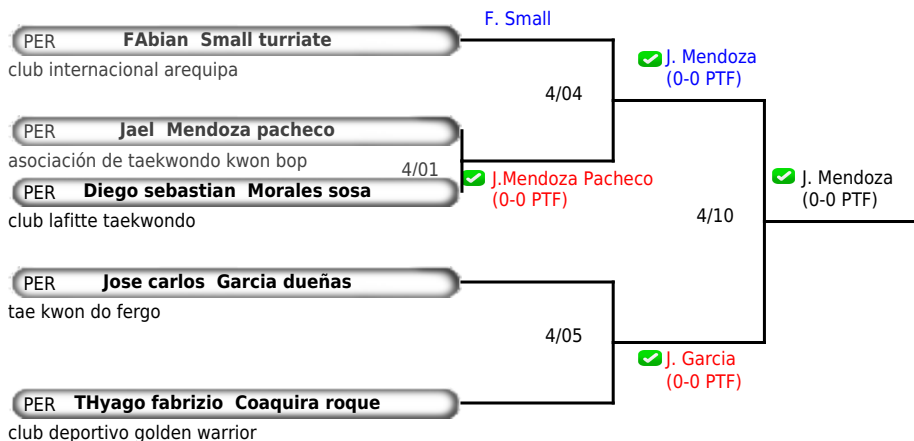 F. Small
PER FAbian Small turriate
club internacional arequipa
J. Mendoza
(0-0 PTF)
4/04
PER Jael Mendoza pacheco
asociación de taekwondo kwon bop
4/01
J.Mendoza Pacheco
(0-0 PTF)
PER Diego sebastian Morales sosa
club lafitte taekwondo
J. Mendoza
(0-0 PTF)
4/10
PER Jose carlos Garcia dueñas
tae kwon do fergo
4/05
J. Garcia
(0-0 PTF)
PER THyago fabrizio Coaquira roque
club deportivo golden warrior